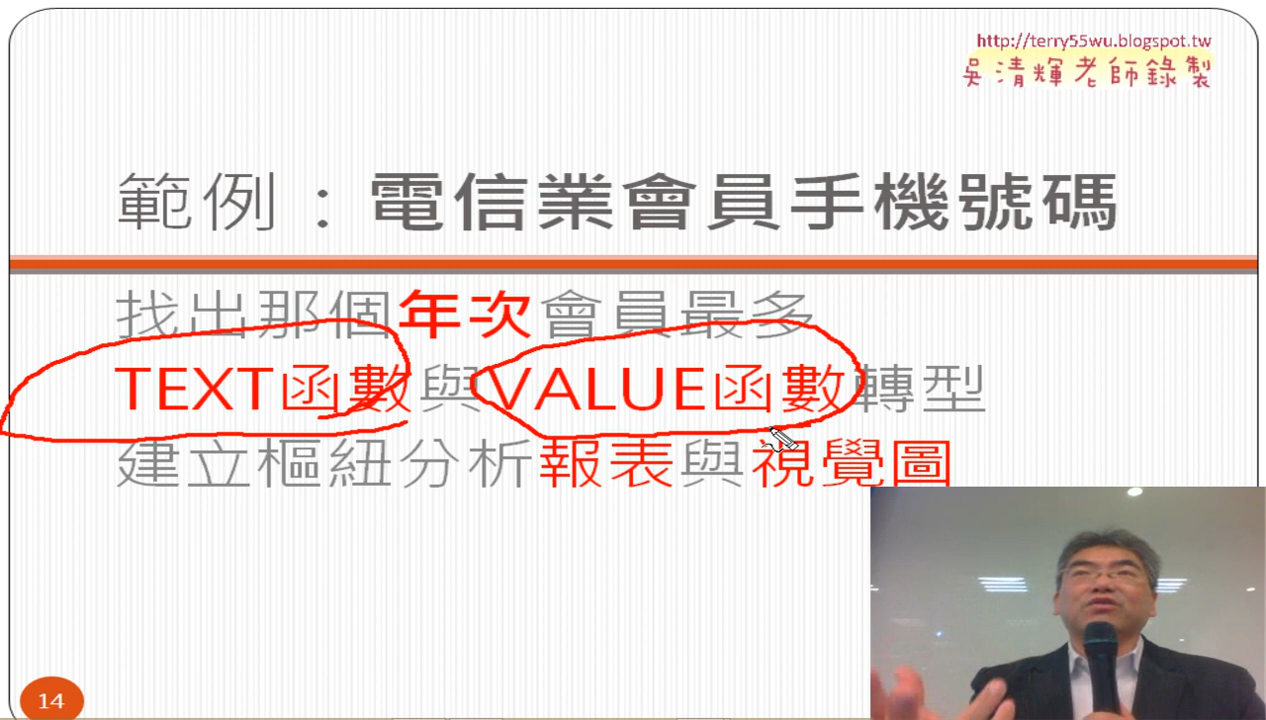 http://terry55wu.blogspot.tw
吳清輝老師錄製
範例：電信業會員手機號碼
找出那個年次會員最多
TEXT函數與VALUE函數轉型
建立樞紐分析報表與視覺圖
14